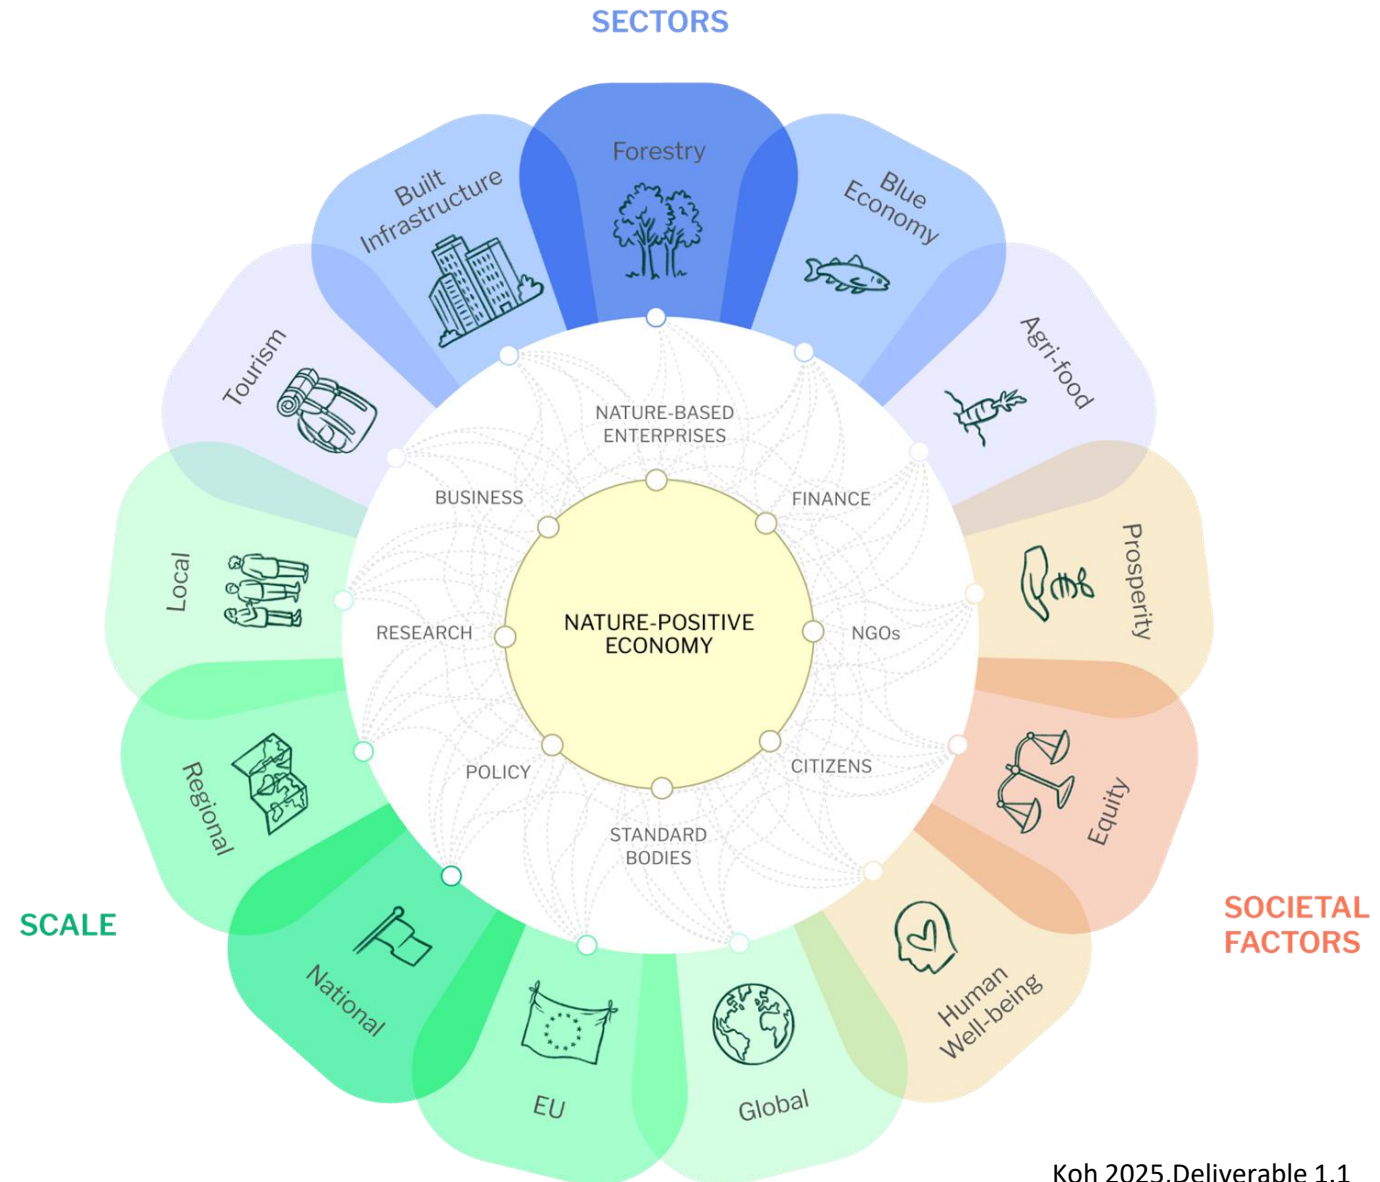 SECTORS
Forestry
Built
Infrastructure
Blue
Economy
Tourism
Agri-food
Local
Prosperity
Regional
Equity
National
Human
Well-being
EU
Global
SCALE
SOCIETAL
FACTORS
NATURE-BASED
ENTERPRISES
BUSINESS
FINANCE
RESEARCH
NGOs
POLICY
CITIZENS
STANDARD
BODIES
NATURE-POSITIVE
ECONOMY
Koh 2025.Deliverable 1.1